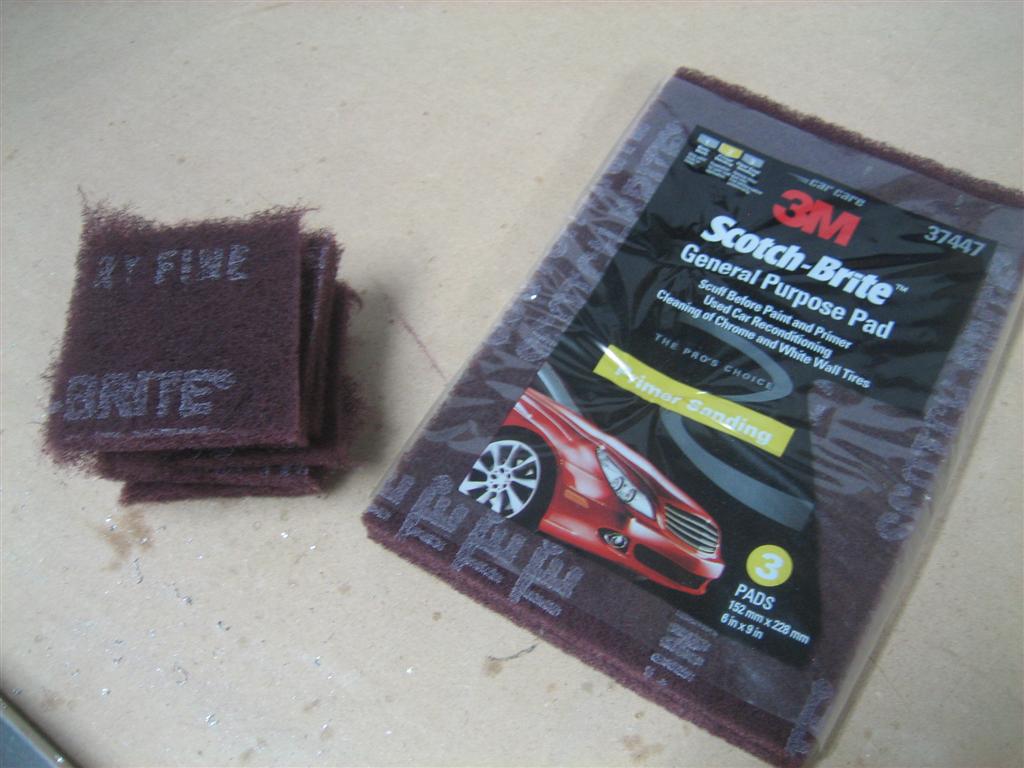 RY FINE
-BRITE
car care
3M
37447
Scotch-Brite™
General Purpose Pad
Scuff Before Paint and Primer
Used Car Reconditioning
Cleaning of Chrome and White Wall Tires
THE PRO'S CHOICE
Primer Sanding
3
PADS
152 mm x 228 mm
6 in x 9 in